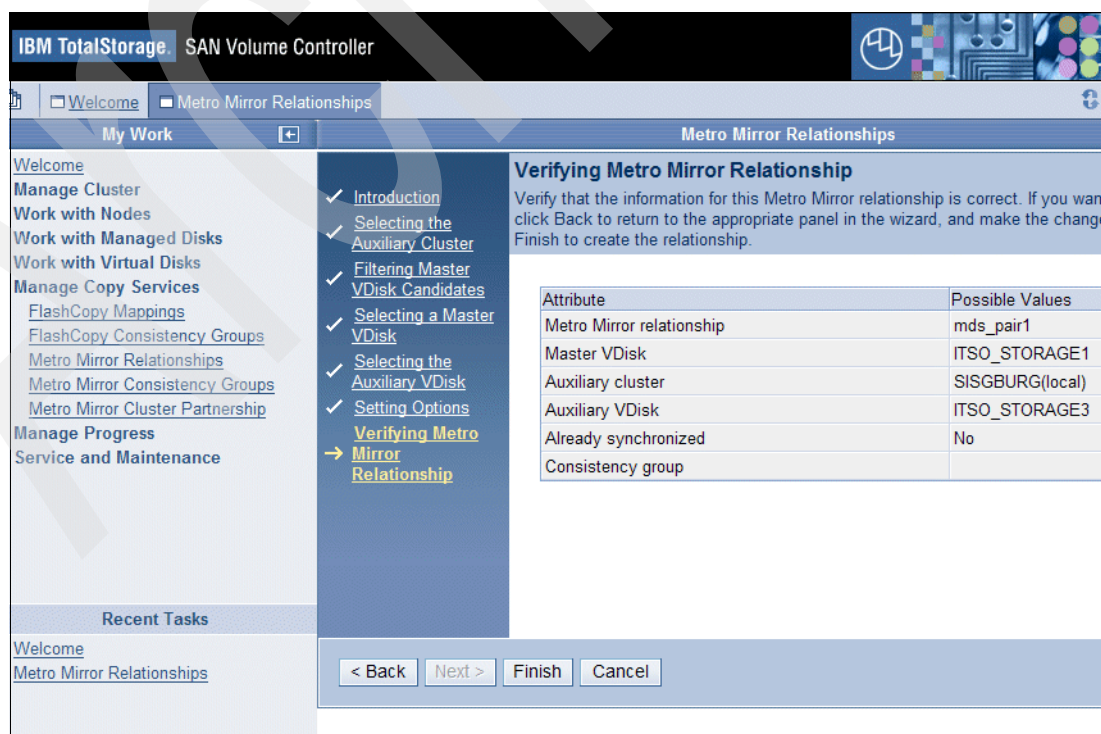 IBM TotalStorage. SAN Volume Controller
Welcome
Metro Mirror Relationships
My Work
Metro Mirror Relationships
Welcome
Manage Cluster
Work with Nodes
Work with Managed Disks
Work with Virtual Disks
Manage Copy Services
FlashCopy Mappings
FlashCopy Consistency Groups
Metro Mirror Relationships
Metro Mirror Consistency Groups
Metro Mirror Cluster Partnership
Manage Progress
Service and Maintenance
Recent Tasks
Welcome
Metro Mirror Relationships
Introduction
Selecting the
Auxiliary Cluster
Filtering Master
VDisk Candidates
Selecting a Master
VDisk
Selecting the
Auxiliary VDisk
Setting Options
Verifying Metro
Mirror
Relationship
Verifying Metro Mirror Relationship
Verify that the information for this Metro Mirror relationship is correct. If you wan
click Back to return to the appropriate panel in the wizard, and make the chang
Finish to create the relationship.
Attribute Possible Values
Metro Mirror relationship mds_pair1
Master VDisk ITSO_STORAGE1
Auxiliary cluster SISGBURG(local)
Auxiliary VDisk ITSO_STORAGE3
Already synchronized No
Consistency group
< Back Next > Finish Cancel